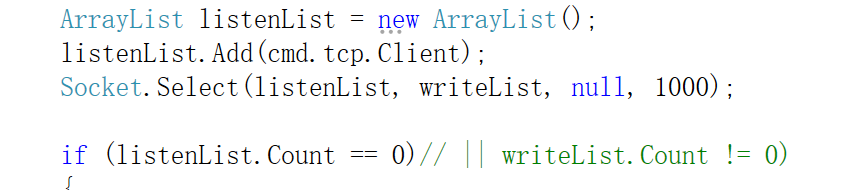 ArrayList listenList = new ArrayList();
listenList.Add(cmd.tcp.Client);
Socket.Select(listenList, writeList, null, 1000);
if (listenList.Count == 0)// || writeList.Count != 0)
{